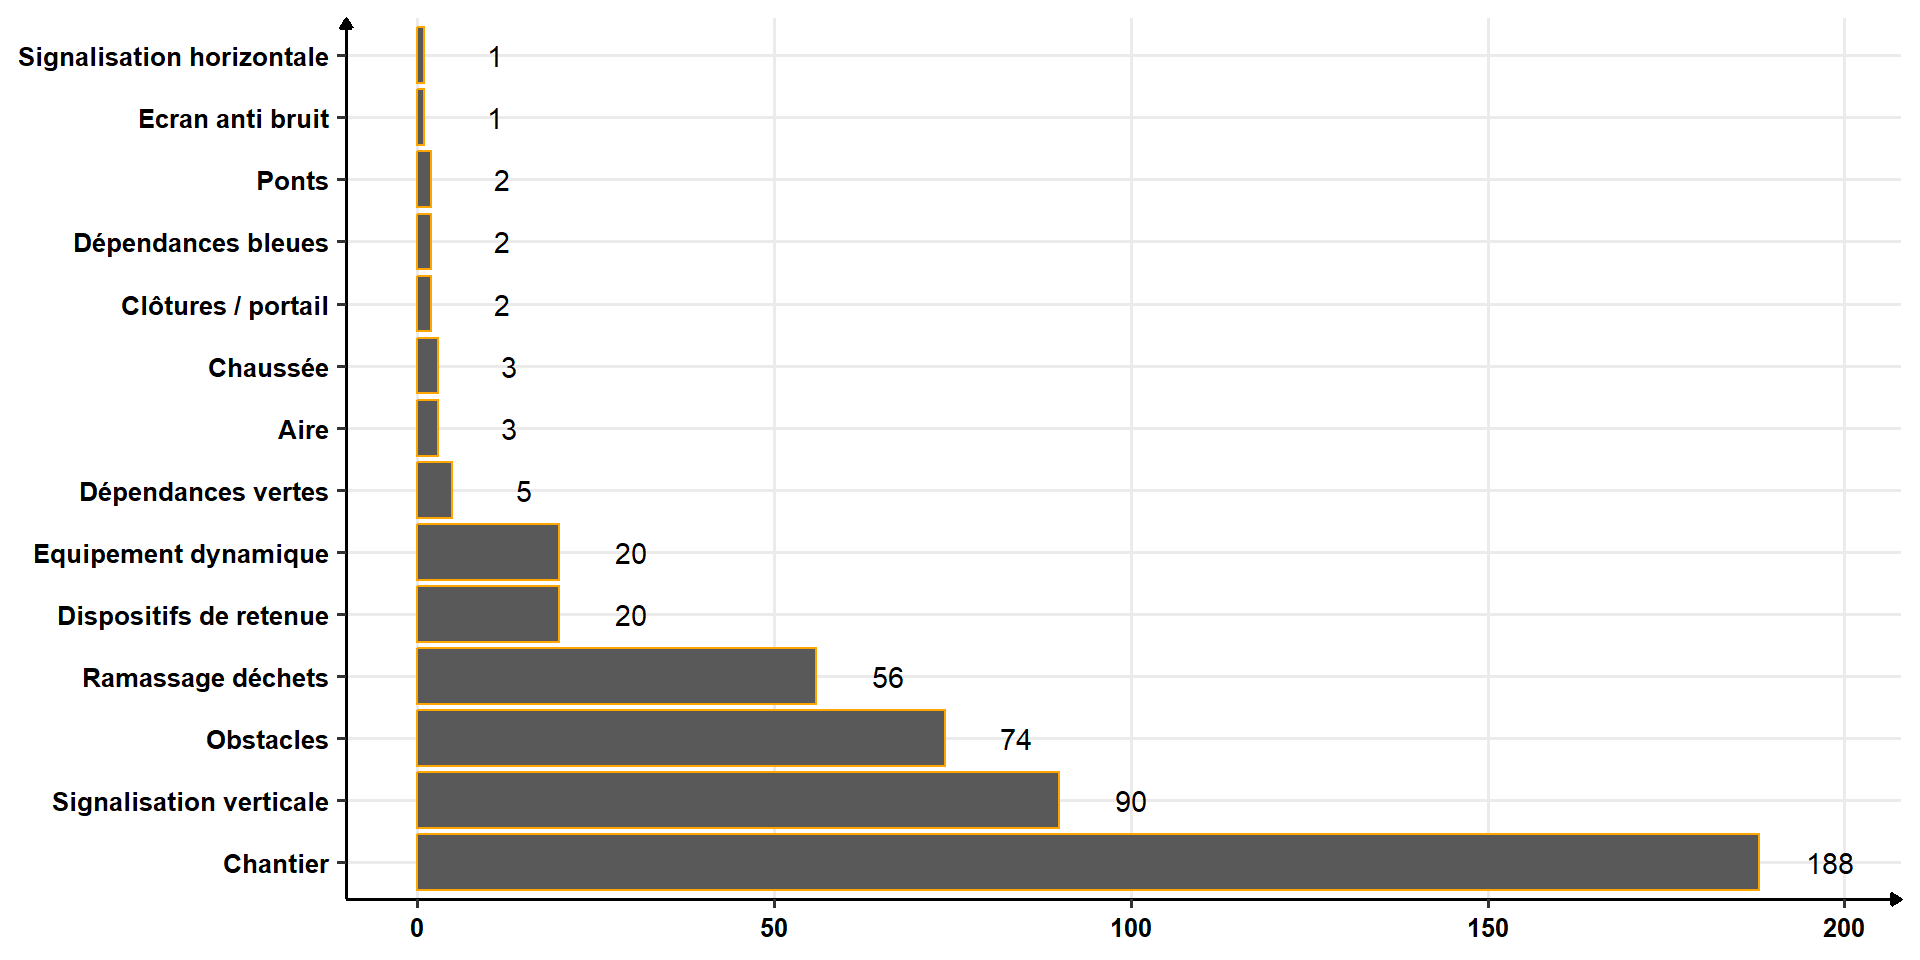 Signalisation horizontale 1
Ecran anti bruit 1
Ponts 2
Dépendances bleues 2
Clôtures / portail 2
Chaussée 3
Aire 3
Dépendances vertes 5
Equipement dynamique 20
Dispositifs de retenue 20
Ramassage déchets 56
Obstacles 74
Signalisation verticale 90
Chantier 188
0 50 100 150 200